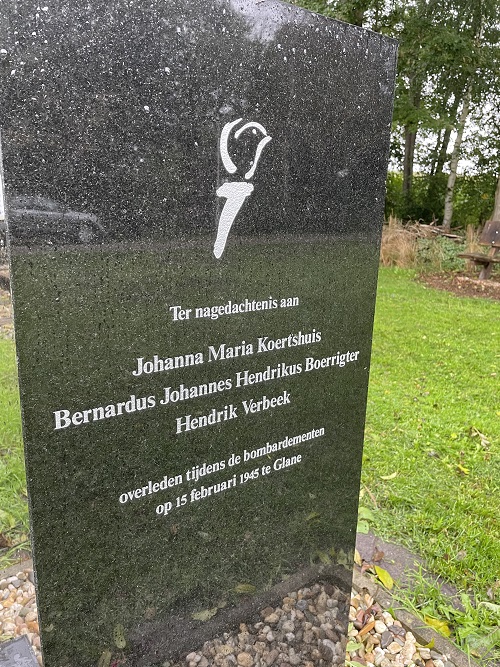 Ter nagedachtenis aan
Johanna Maria Koertshuis
Bernardus Johannes Hendrikus Boerrigter
Hendrik Verbeek
overleden tijdens de bombardementen
op 15 februari 1945 te Glane